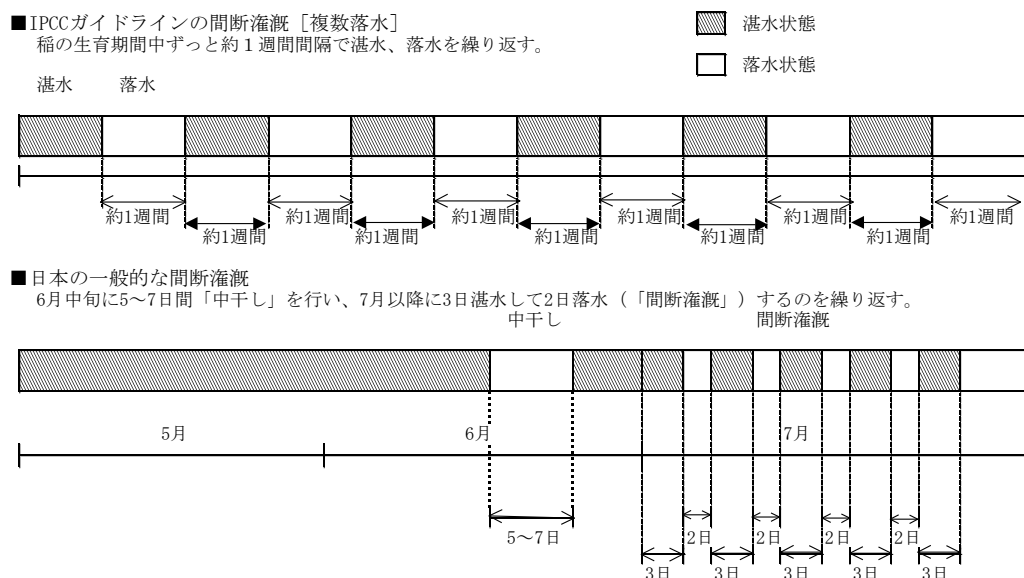 ■IPCCガイドラインの間断潅漑［複数落水］
稲の生育期間中ずっと約１週間間隔で湛水、落水を繰り返す。
湛水状態
落水状態
湛水 落水
約1週間 約1週間 約1週間 約1週間 約1週間 約1週間
約1週間 約1週間 約1週間 約1週間 約1週間
■日本の一般的な間断潅漑
6月中旬に5～7日間「中干し」を行い、7月以降に3日湛水して2日落水（「間断潅漑」）するのを繰り返す。
中干し 間断潅漑
5月 6月 7月
5～7日 2日 2日 2日 2日
3日 3日 3日 3日 3日